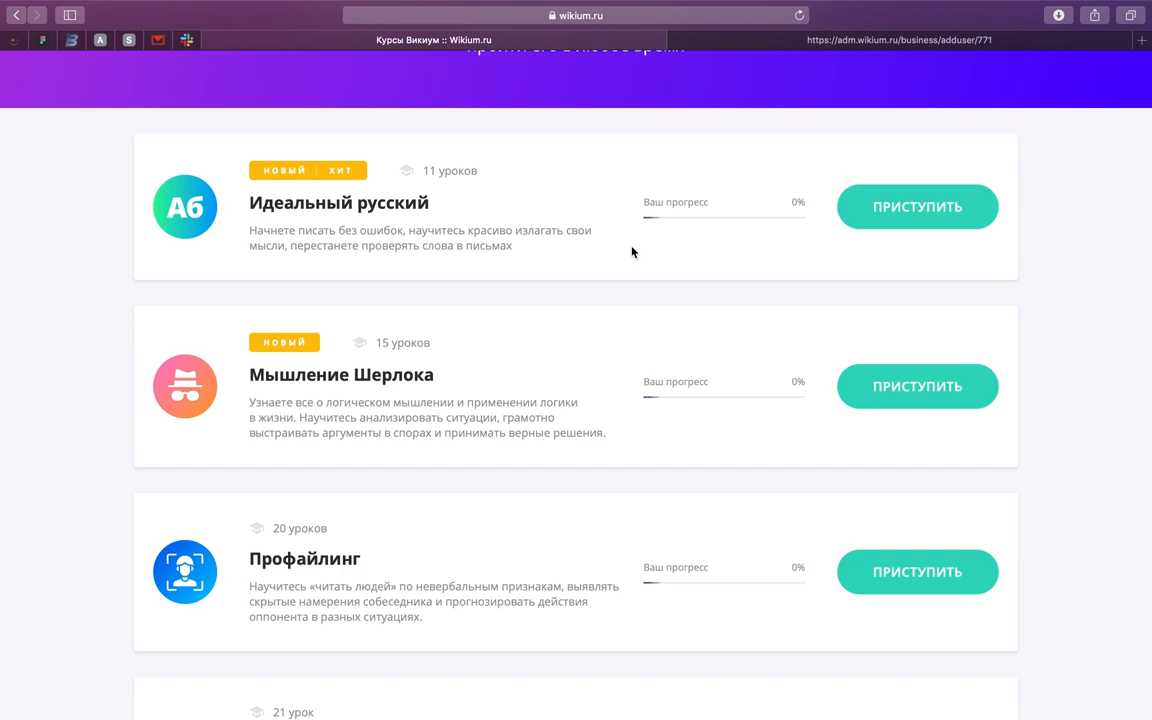 wikium.ru
A
S
Курсы Викиум :: Wikium.ru
https://adm.wikium.ru/business/adduser/771
НОВЫЙ ХИТ
11 уроков
Аб
Идеальный русский
Начнете писать без ошибок, научитесь красиво излагать свои
мысли, перестанете проверять слова в письмах
Ваш прогресс 0%
ПРИСТУПИТЬ
НОВЫЙ
15 уроков
Мышление Шерлока
Узнаете все о логическом мышлении и применении логики
в жизни. Научитесь анализировать ситуации, грамотно
выстраивать аргументы в спорах и принимать верные решения.
Ваш прогресс 0%
ПРИСТУПИТЬ
20 уроков
Профайлинг
Научитесь «читать людей» по невербальным признакам, выявлять
скрытые намерения собеседника и прогнозировать действия
оппонента в разных ситуациях.
Ваш прогресс 0%
ПРИСТУПИТЬ
21 урок